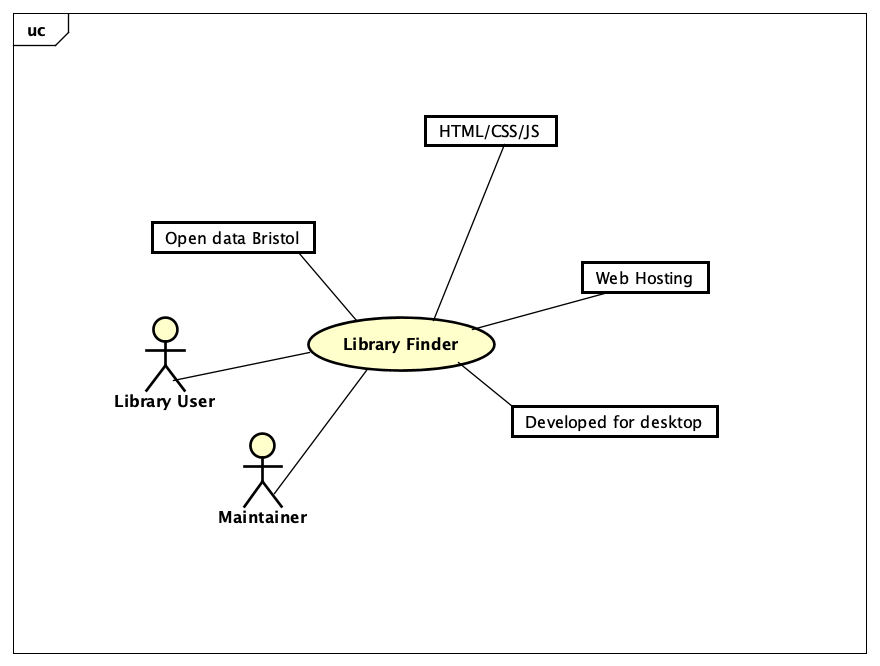 uc
HTML/CSS/JS
Open data Bristol
Web Hosting
Library Finder
Library User
Developed for desktop
Maintainer